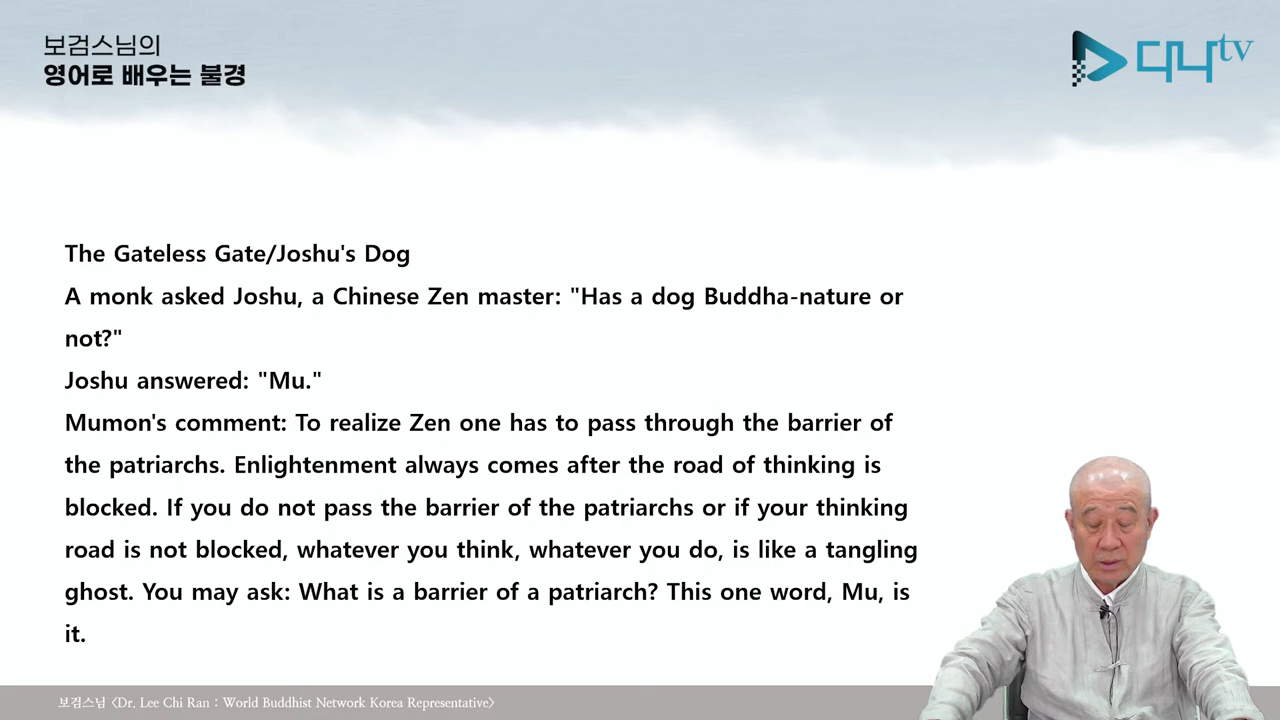 보검스님의
영어로 배우는 불경
다나tv
The Gateless Gate/Joshu's Dog
A monk asked Joshu, a Chinese Zen master: "Has a dog Buddha-nature or
not?"
Joshu answered: "Mu."
Mumon's comment: To realize Zen one has to pass through the barrier of
the patriarchs. Enlightenment always comes after the road of thinking is
blocked. If you do not pass the barrier of the patriarchs or if your thinking
road is not blocked, whatever you think, whatever you do, is like a tangling
ghost. You may ask: What is a barrier of a patriarch? This one word, Mu, is
it.
보검스님 <Dr. Lee Chi Ran : World Buddhist Network Korea Representative>